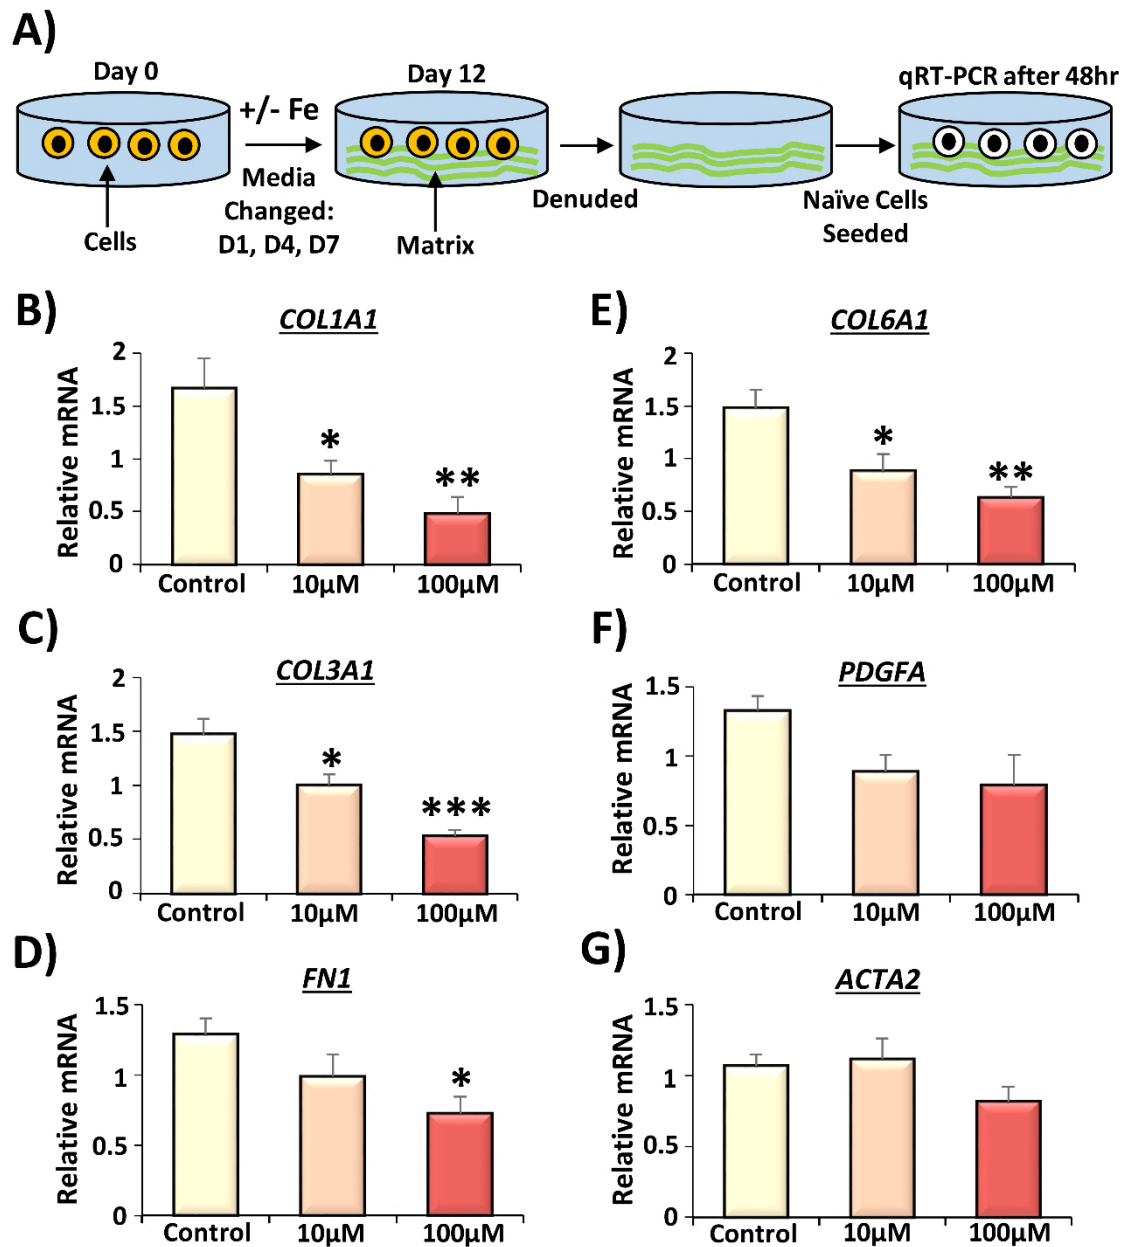 A)
Day 0
+/- Fe
Media
Changed:
D1, D4, D7
Day 12
Denuded
Naïve Cells
Seeded
qRT-PCR after 48hr
Cells
Matrix
B)
COL1A1
Relative mRNA
2
1.5
1
0.5
0
*
**
Control
10µM
100µM
E)
COL6A1
Relative mRNA
2
1.5
1
0.5
0
*
**
Control
10µM
100µM
C)
COL3A1
Relative mRNA
2
1.5
1
0.5
0
*
***
Control
10µM
100µM
F)
PDGFA
Relative mRNA
1.5
1
0.5
0
Control
10µM
100µM
D)
FN1
Relative mRNA
1.5
1
0.5
0
*
Control
10µM
100µM
G)
ACTA2
Relative mRNA
1.5
1
0.5
0
Control
10µM
100µM